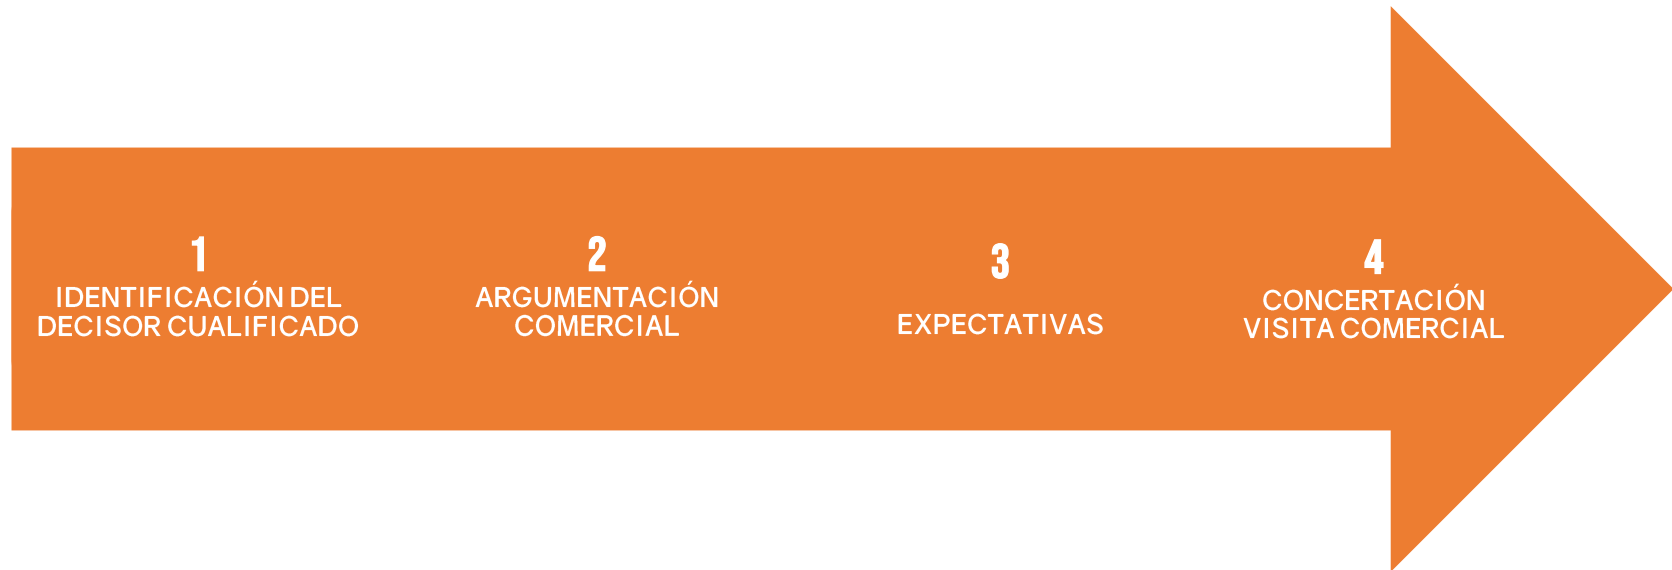 1
IDENTIFICACIÓN DEL
DECISOR CUALIFICADO
2
ARGUMENTACIÓN
COMERCIAL
3
EXPECTATIVAS
4
CONCERTACIÓN
VISITA COMERCIAL